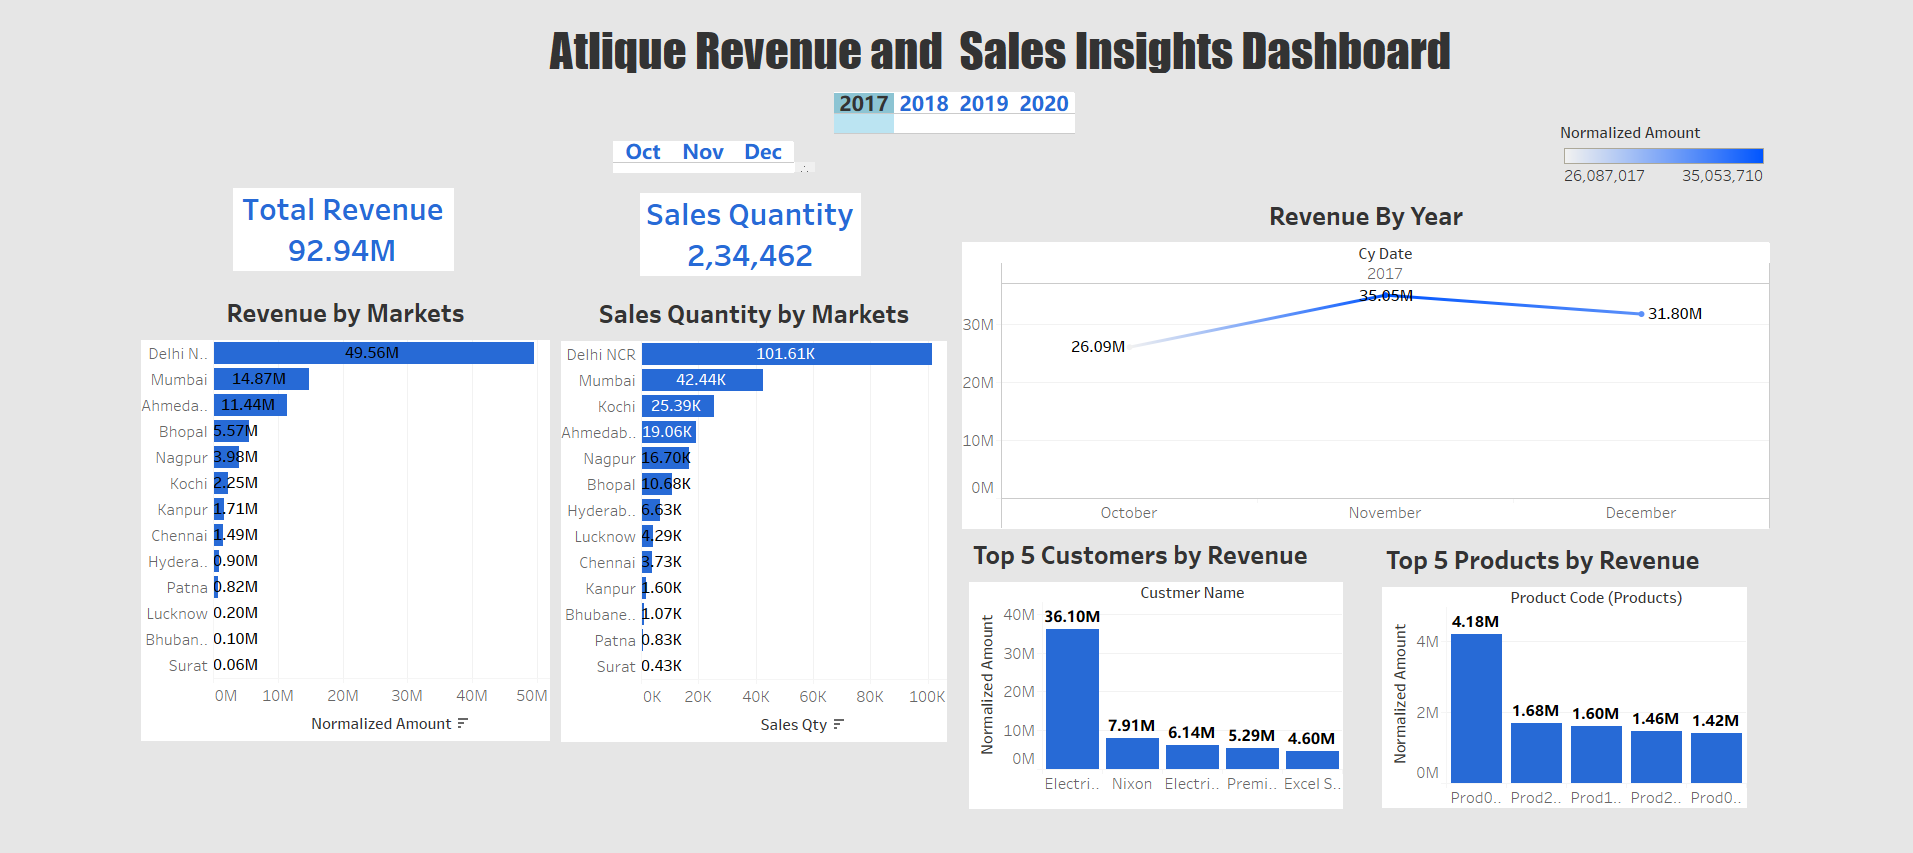 Atlique Revenue and Sales Insights Dashboard
2017 2018 2019 2020
Oct Nov Dec
Normalized Amount
26,087,017 35,053,710
Total Revenue
92.94M
Sales Quantity
2,34,462
Revenue by Markets
Delhi N.. 49.56M
Mumbai 14.87M
Ahmeda.. 11.44M
Bhopal 5.57M
Nagpur 3.98M
Kochi 2.25M
Kanpur 1.71M
Chennai 1.49M
Hydera.. 0.90M
Patna 0.82M
Lucknow 0.20M
Bhuban.. 0.10M
Surat 0.06M
0M 10M 20M 30M 40M 50M
Normalized Amount
Sales Quantity by Markets
Delhi NCR 101.61K
Mumbai 42.44K
Kochi 25.39K
Ahmedab.. 19.06K
Nagpur 16.70K
Bhopal 10.68K
Hyderab.. 6.63K
Lucknow 4.29K
Chennai 3.73K
Kanpur 1.60K
Bhubane.. 1.07K
Patna 0.83K
Surat 0.43K
0K 20K 40K 60K 80K 100K
Sales Qty
Revenue By Year
Cy Date
2017
35.05M
31.80M
26.09M
30M
20M
10M
0M
October November December
Top 5 Customers by Revenue
Custmer Name
Normalized Amount
40M
30M
20M
10M
0M
36.10M 7.91M 6.14M 5.29M 4.60M
Electri.. Nixon Electri.. Premi.. Excel S..
Top 5 Products by Revenue
Product Code (Products)
Normalized Amount
4M
2M
0M
4.18M 1.68M 1.60M 1.46M 1.42M
Prod0.. Prod2.. Prod1.. Prod2.. Prod0..